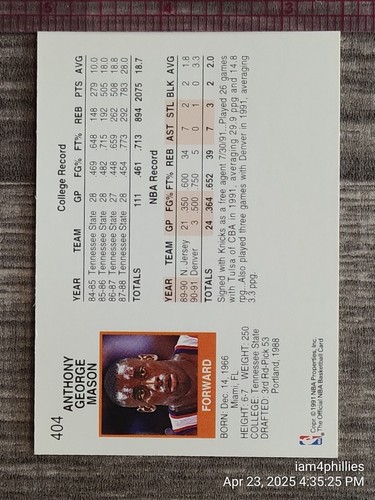 404
ANTHONY
GEORGE
MASON
FORWARD
BORN: Dec. 14, 1966
Miami, FL
HEIGHT: 6-7 WEIGHT: 250
COLLEGE: Tennessee State
DRAFTED: 3rd Rd-Pick 53
Portland, 1988
Copr. © 1991 NBA Properties, Inc.
The Official NBA Basketball Card
College Record
YEAR TEAM GP FG% FT% REB PTS AVG
84-85 Tennessee State 28 .469 .648 148 279 10.0
85-86 Tennessee State 28 .482 .715 192 505 18.0
86-87 Tennessee State 27 .448 .659 262 508 18.8
87-88 Tennessee State 28 .454 .773 292 783 28.0
TOTALS 111 .461 .713 894 2075 18.7
NBA Record
YEAR TEAM GP FG% FT% REB AST STL BLK AVG
89-90 N. Jersey 21 .350 .600 34 7 2 2 1.8
90-91 Denver 3 .500 .750 5 0 1 0 3.3
TOTALS 24 .364 .652 39 7 3 2 2.0
Signed with Knicks as a free agent 7/30/91...Played 26 games
with Tulsa of CBA in 1991, averaging 29.9 ppg and 14.8
rpg...Also played three games with Denver in 1991, averaging
3.3 ppg.
iam4phillies
Apr 23, 2025 4:35:25 PM